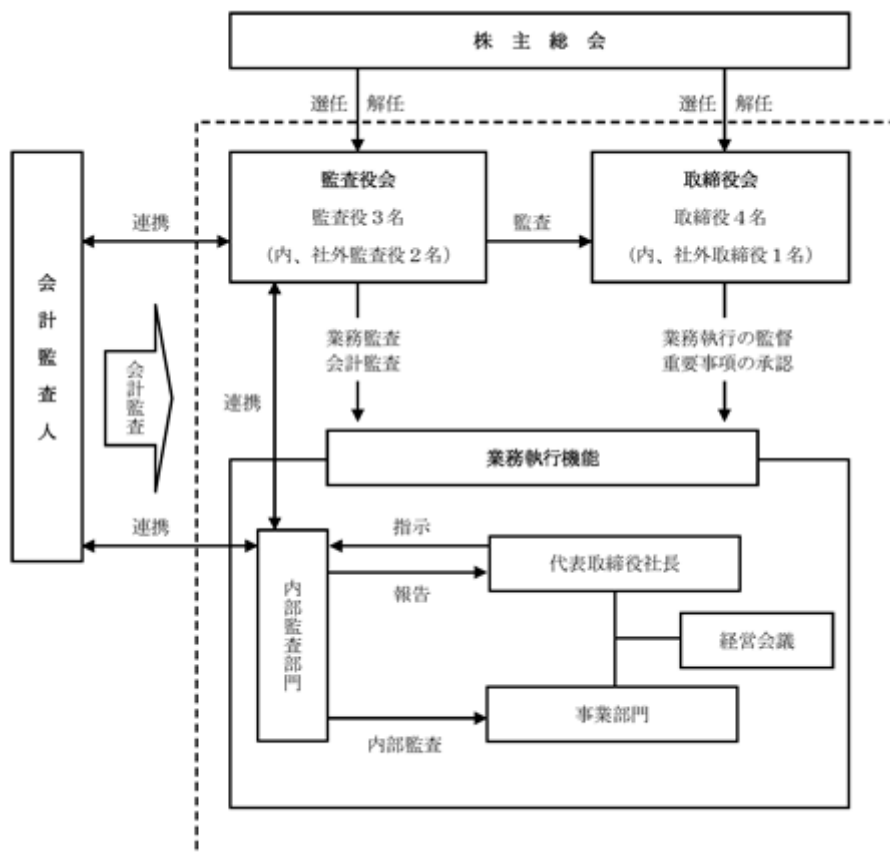 株主総会
選任 解任
選任 解任
監査役会
監査役3名
(内、社外監査役2名)
取締役会
取締役4名
(内、社外取締役1名)
連携
監査
会計監査人
会計監査
業務監査
会計監査
業務執行の監督
重要事項の承認
連携
業務執行機能
連携
指示
代表取締役社長
報告
内部監査部門
経営会議
事業部門
内部監査